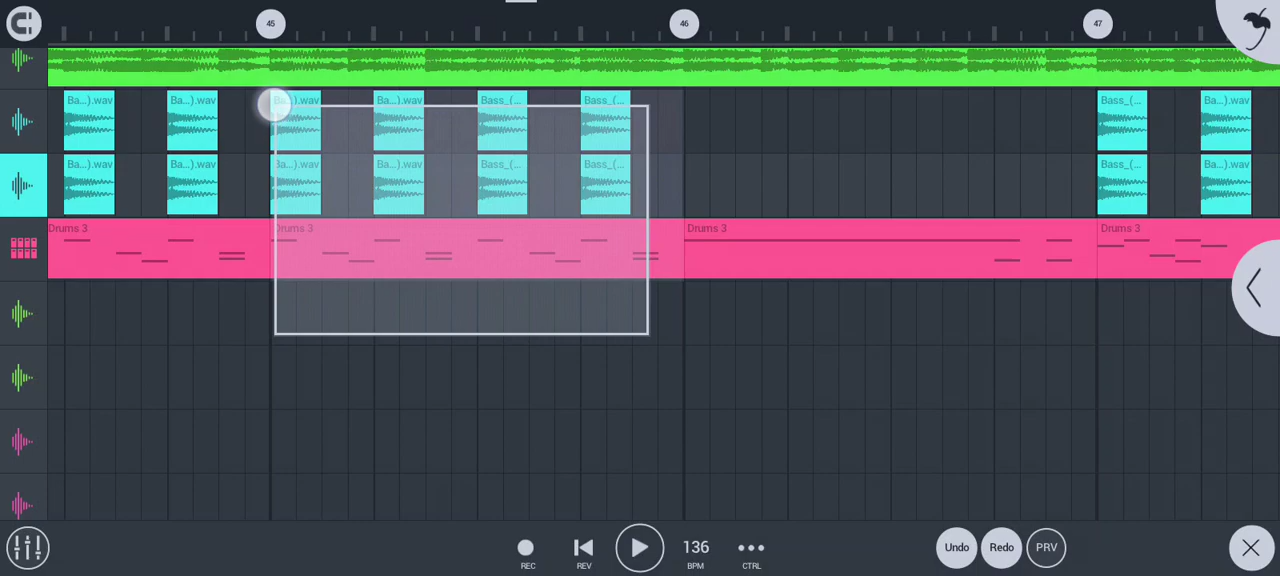 45 46 47
Ba...).wav Ba...).wav Ba...).wav Ba...).wav Bass_(... Bass_(... Bass_(... Ba...).wav
Ba...).wav Ba...).wav Ba...).wav Ba...).wav Bass_(... Bass_(... Bass_(... Ba...).wav
Drums 3 Drums 3 Drums 3 Drums 3
136 Undo Redo PRV
REC REV BPM CTRL